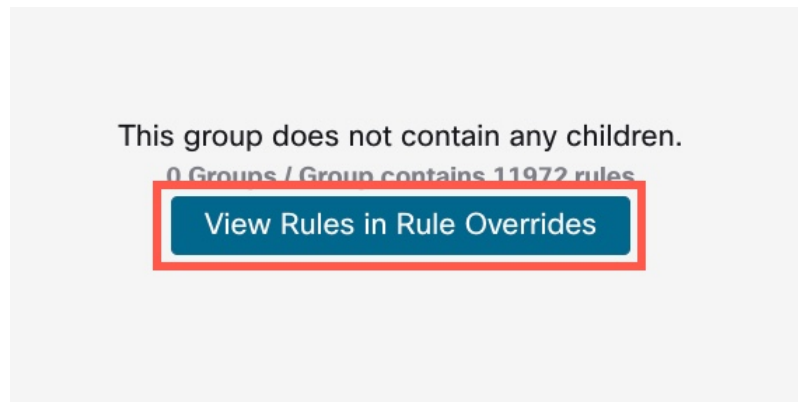 This group does not contain any children.
0 Groups / Group contains 11972 rules
View Rules in Rule Overrides